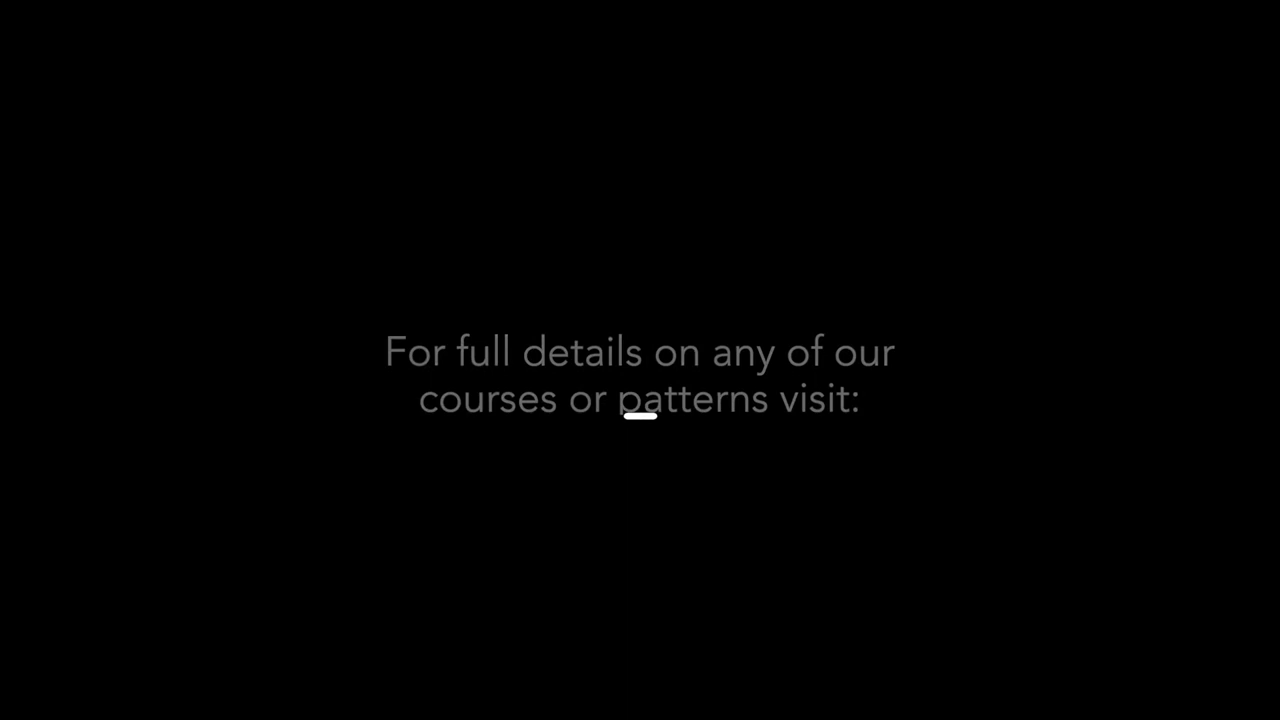 For full details on any of our
courses or patterns visit: